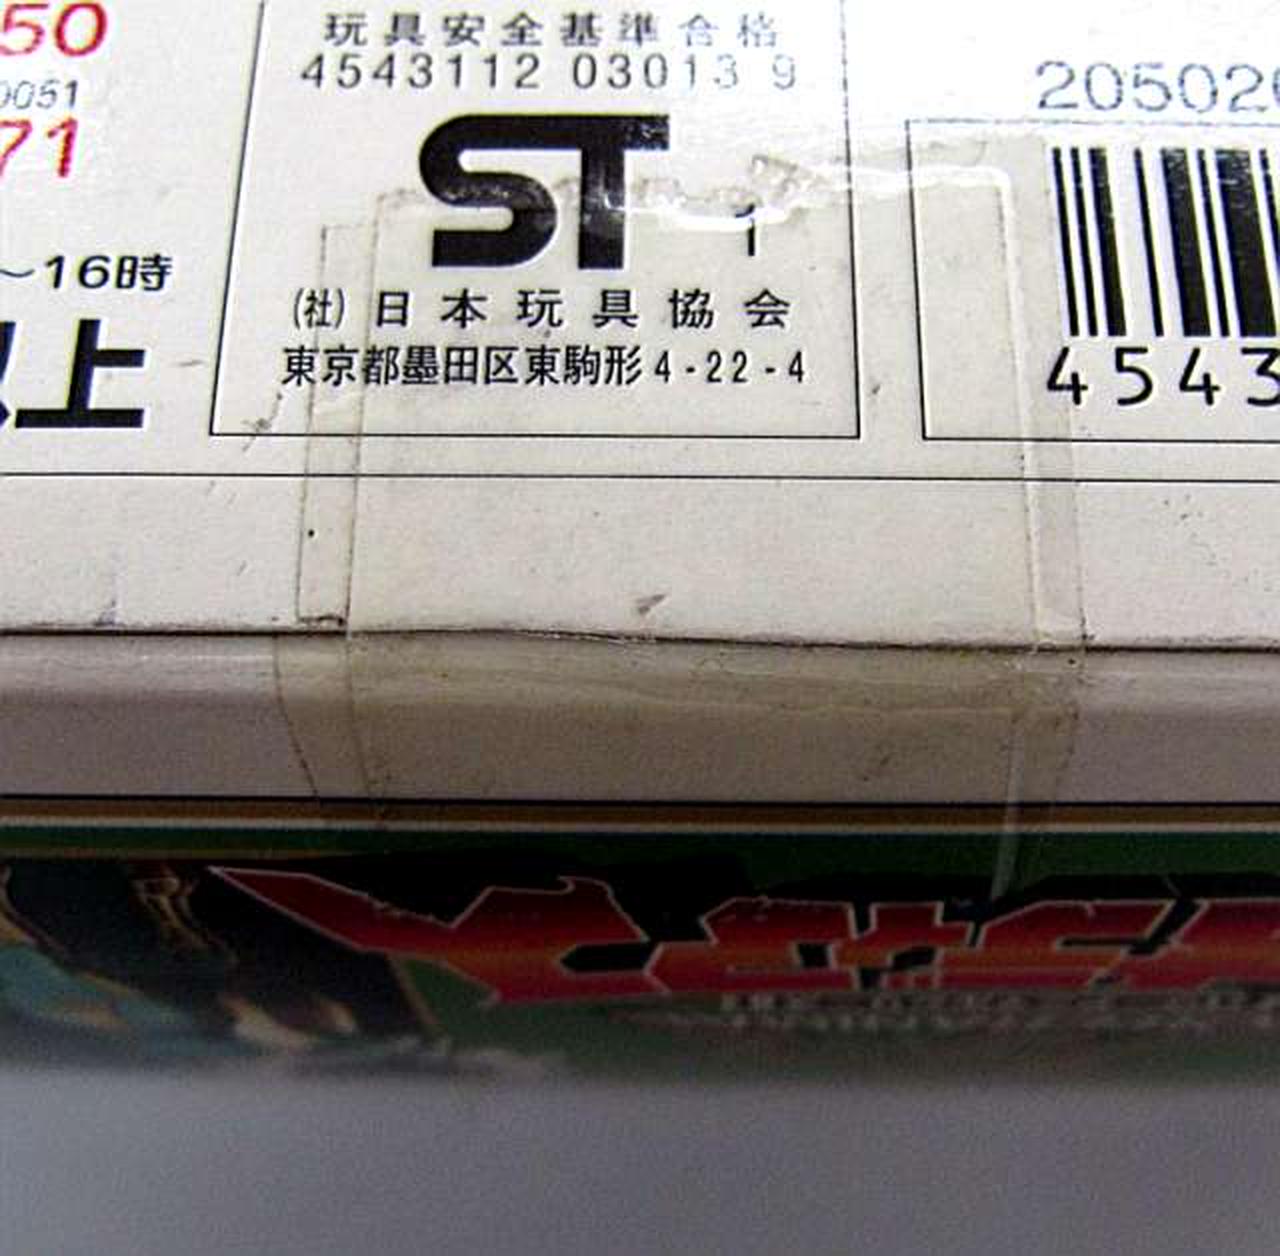 50
0051
71
~16時
以上
玩具安全基準合格
4543112 03013 9
ST
1
(社)日本玩具協会
東京都墨田区東駒形4-22-4
20502
4543